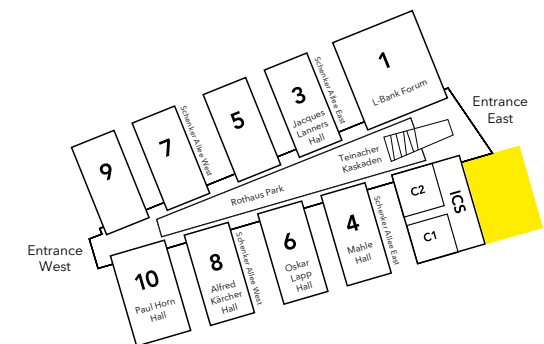 1
L-Bank Forum
Entrance
East
Schenker Allee East
3
Jacques
Lanners
Hall
5
Schenker Allee West
7
9
Teinacher
Kaskaden
Rothaus Park
Entrance
West
C2
ICS
C1
Schenker Allee East
4
Mahle
Hall
6
Oskar
Lapp
Hall
Schenker Allee West
8
Alfred
Kärcher
Hall
10
Paul Horn
Hall